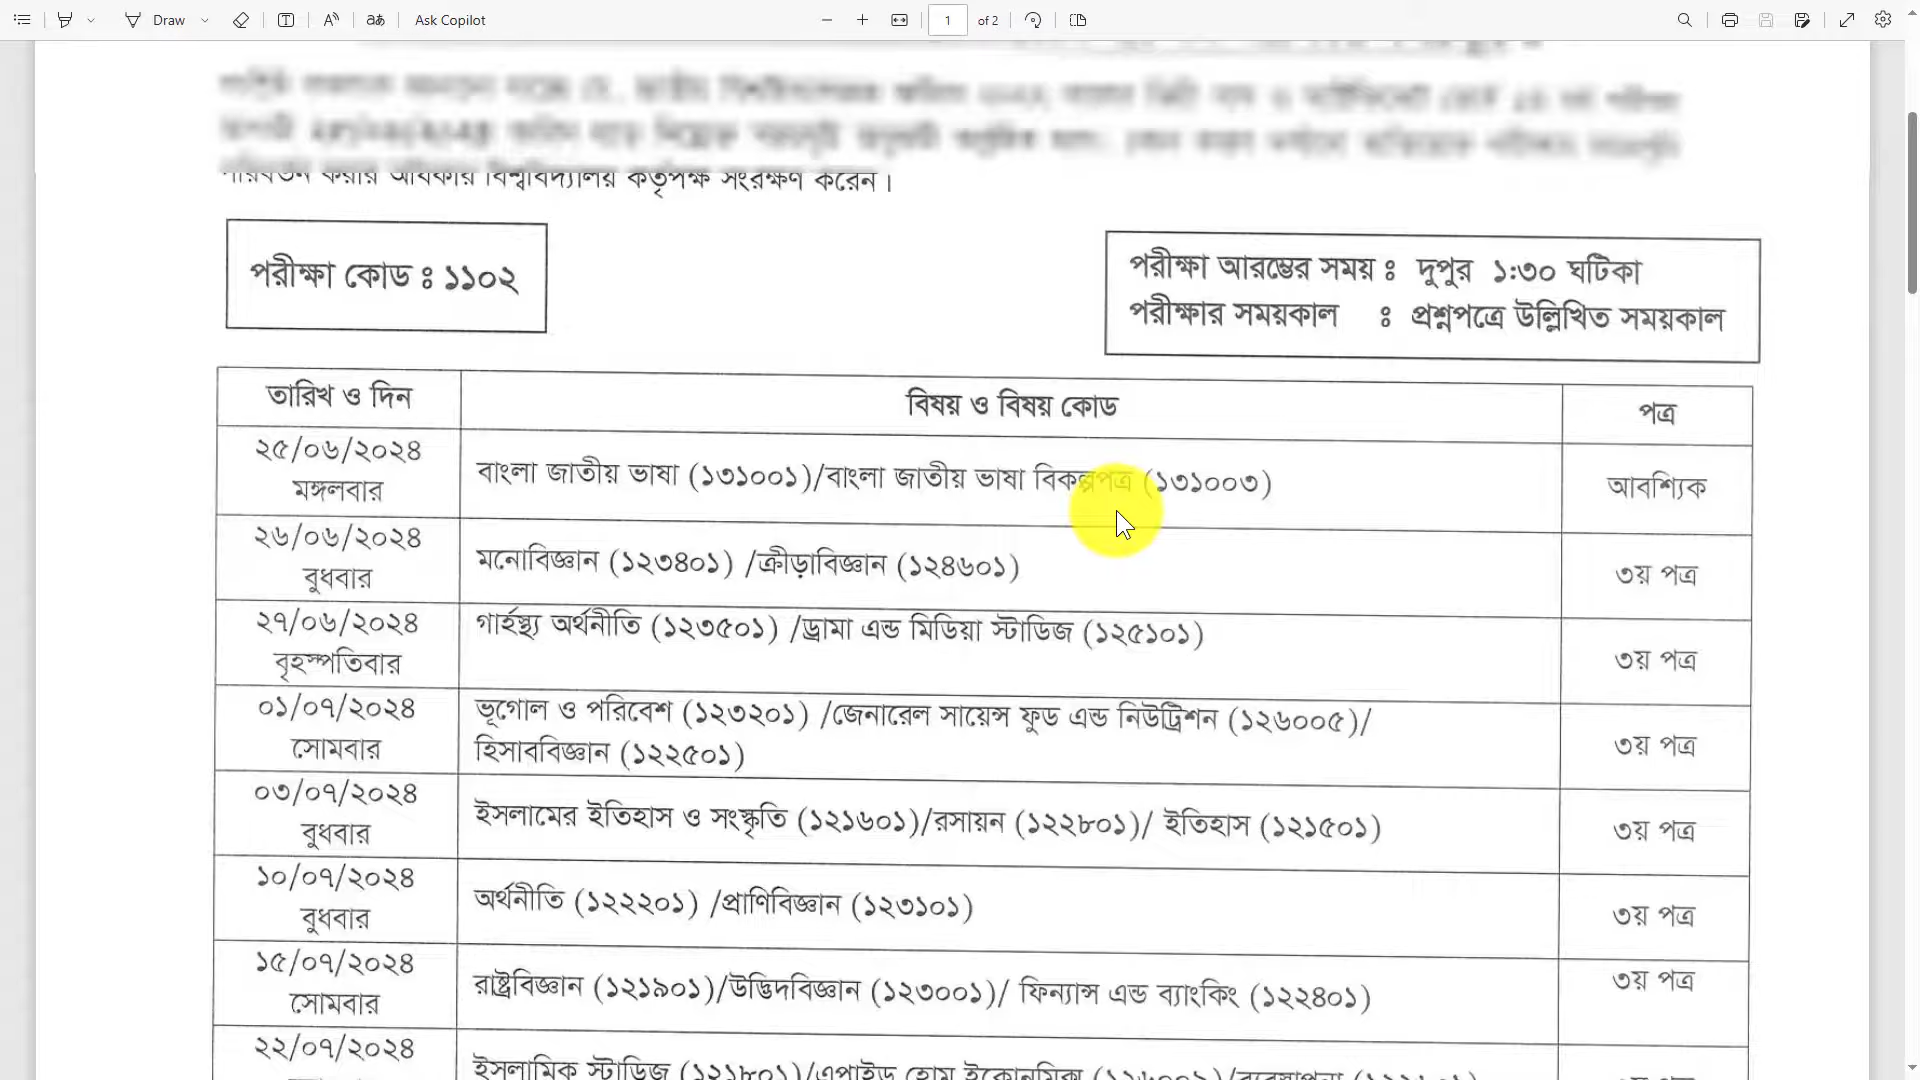 Draw
Ask Copilot
1
of 2
পরিবর্তন করার অধিকার বিশ্ববিদ্যালয় কর্তৃপক্ষ সংরক্ষণ করেন।
পরীক্ষা কোড ঃ ১১০২
পরীক্ষা আরম্ভের সময় ঃ দুপুর ১:৩০ ঘটিকা
পরীক্ষার সময়কাল ঃ প্রশ্নপত্রে উল্লিখিত সময়কাল
তারিখ ও দিন বিষয় ও বিষয় কোড পত্র
২৫/০৬/২০২৪
মঙ্গলবার
বাংলা জাতীয় ভাষা (১৩১০০১)/বাংলা জাতীয় ভাষা বিকল্পপত্র (১৩১০০৩)
আবশ্যিক
২৬/০৬/২০২৪
বুধবার
মনোবিজ্ঞান (১২৩৪০১) /ক্রীড়াবিজ্ঞান (১২৪৬০১)
৩য় পত্র
২৭/০৬/২০২৪
বৃহস্পতিবার
গার্হস্থ্য অর্থনীতি (১২৩৫০১) /ড্রামা এন্ড মিডিয়া স্টাডিজ (১২৫১০১)
৩য় পত্র
০১/০৭/২০২৪
সোমবার
ভূগোল ও পরিবেশ (১২৩২০১) /জেনারেল সায়েন্স ফুড এন্ড নিউট্রিশন (১২৬০০৫)/
হিসাববিজ্ঞান (১২২৫০১)
৩য় পত্র
০৩/০৭/২০২৪
বুধবার
ইসলামের ইতিহাস ও সংস্কৃতি (১২১৬০১)/রসায়ন (১২২৮০১)/ ইতিহাস (১২১৫০১)
৩য় পত্র
১০/০৭/২০২৪
বুধবার
অর্থনীতি (১২২২০১) /প্রাণিবিজ্ঞান (১২৩১০১)
৩য় পত্র
১৫/০৭/২০২৪
সোমবার
রাষ্ট্রবিজ্ঞান (১২১৯০১)/উদ্ভিদবিজ্ঞান (১২৩০০১)/ ফিন্যান্স এন্ড ব্যাংকিং (১২২৪০১)
৩য় পত্র
২২/০৭/২০২৪
ইসলামিক স্টাডিজ (১২১৮০১)/এপ্লাইড হোম ইকোনমিক্স